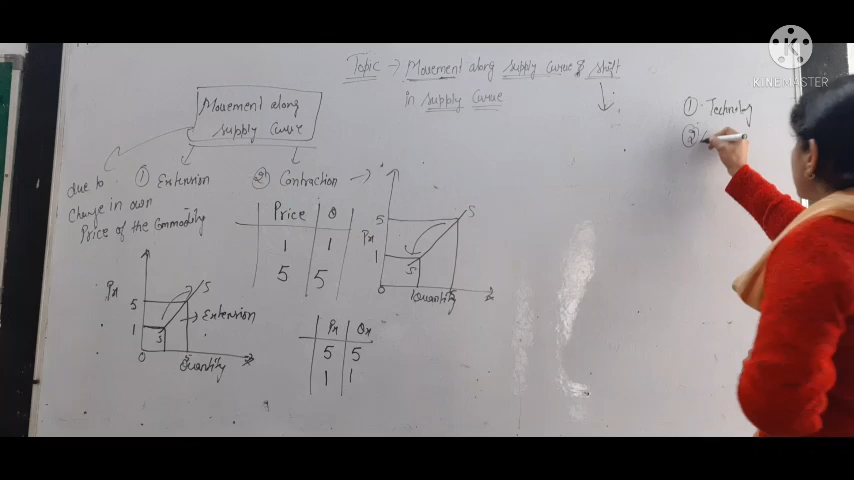 Topic → Movement along supply curve & shift
in supply curve
Movement along
supply curve
due to
Change in own
Price of the Commodity
① Extension
② Contraction →
Price Q
1 1
5 5
5
Px
1
0
S
S
Quantity
x
Px
5
1
0
S
S
→ Extension
Quantity
x
Px Qx
5 5
1 1
① Technology
②
K
KINEMASTER